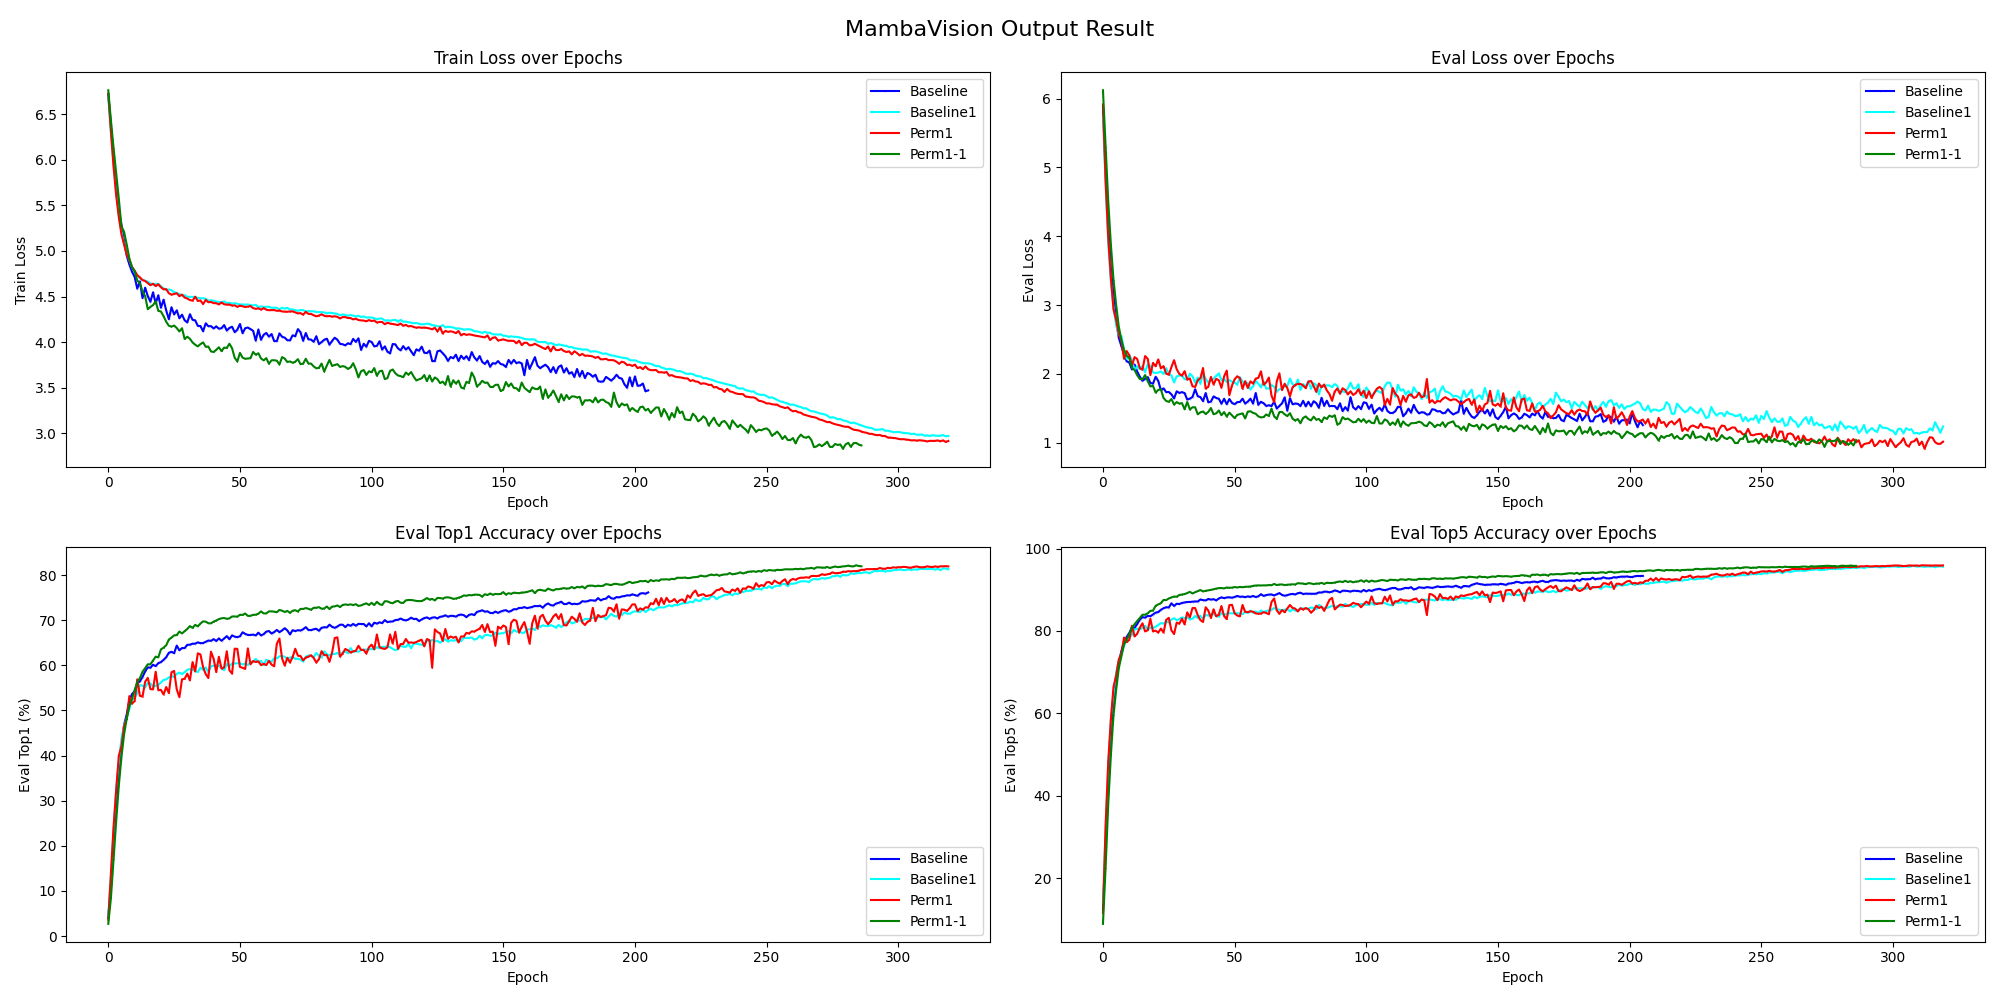 MambaVision Output Result
Train Loss over Epochs
Train Loss
6.5
6.0
5.5
5.0
4.5
4.0
3.5
3.0
0 50 100 150 200 250 300
Epoch
Baseline
Baseline1
Perm1
Perm1-1
Eval Loss over Epochs
Eval Loss
6
5
4
3
2
1
0 50 100 150 200 250 300
Epoch
Baseline
Baseline1
Perm1
Perm1-1
Eval Top1 Accuracy over Epochs
Eval Top1 (%)
80
70
60
50
40
30
20
10
0
0 50 100 150 200 250 300
Epoch
Baseline
Baseline1
Perm1
Perm1-1
Eval Top5 Accuracy over Epochs
Eval Top5 (%)
100
80
60
40
20
0 50 100 150 200 250 300
Epoch
Baseline
Baseline1
Perm1
Perm1-1